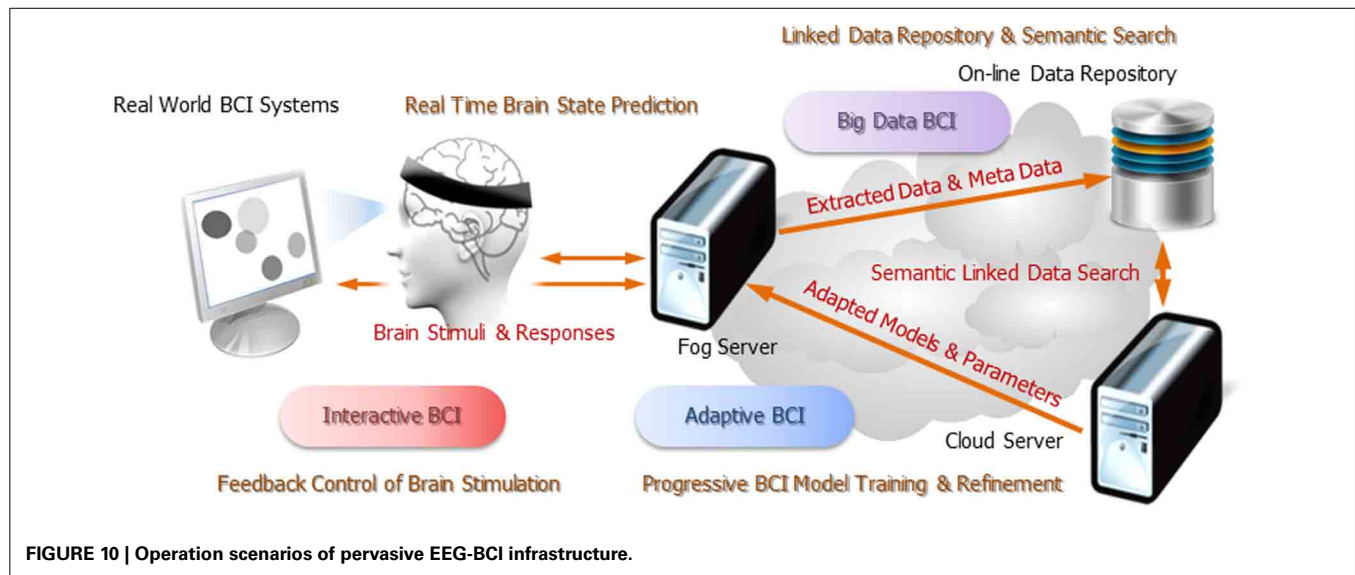 Linked Data Repository & Semantic Search
On-line Data Repository
Real World BCI Systems
Real Time Brain State Prediction
Big Data BCI
Extracted Data & Meta Data
Semantic Linked Data Search
Adapted Models & Parameters
Brain Stimuli & Responses
Fog Server
Interactive BCI
Adaptive BCI
Cloud Server
Feedback Control of Brain Stimulation
Progressive BCI Model Training & Refinement
FIGURE 10 | Operation scenarios of pervasive EEG-BCI infrastructure.